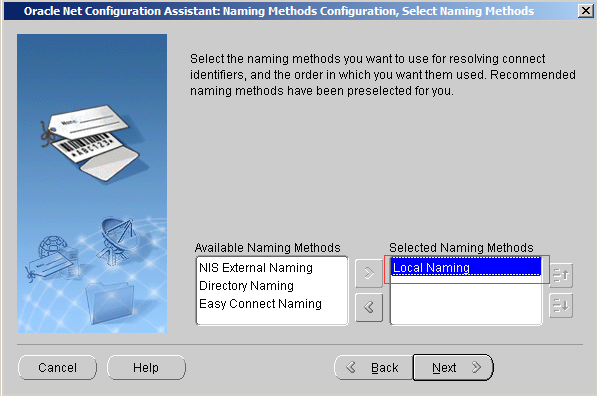 Oracle Net Configuration Assistant: Naming Methods Configuration, Select Naming Methods
Select the naming methods you want to use for resolving connect
identifiers, and the order in which you want them used. Recommended
naming methods have been preselected for you.
Name:
ABC123A
Available Naming Methods
NIS External Naming
Directory Naming
Easy Connect Naming
Selected Naming Methods
Local Naming
Cancel
Help
Back
Next